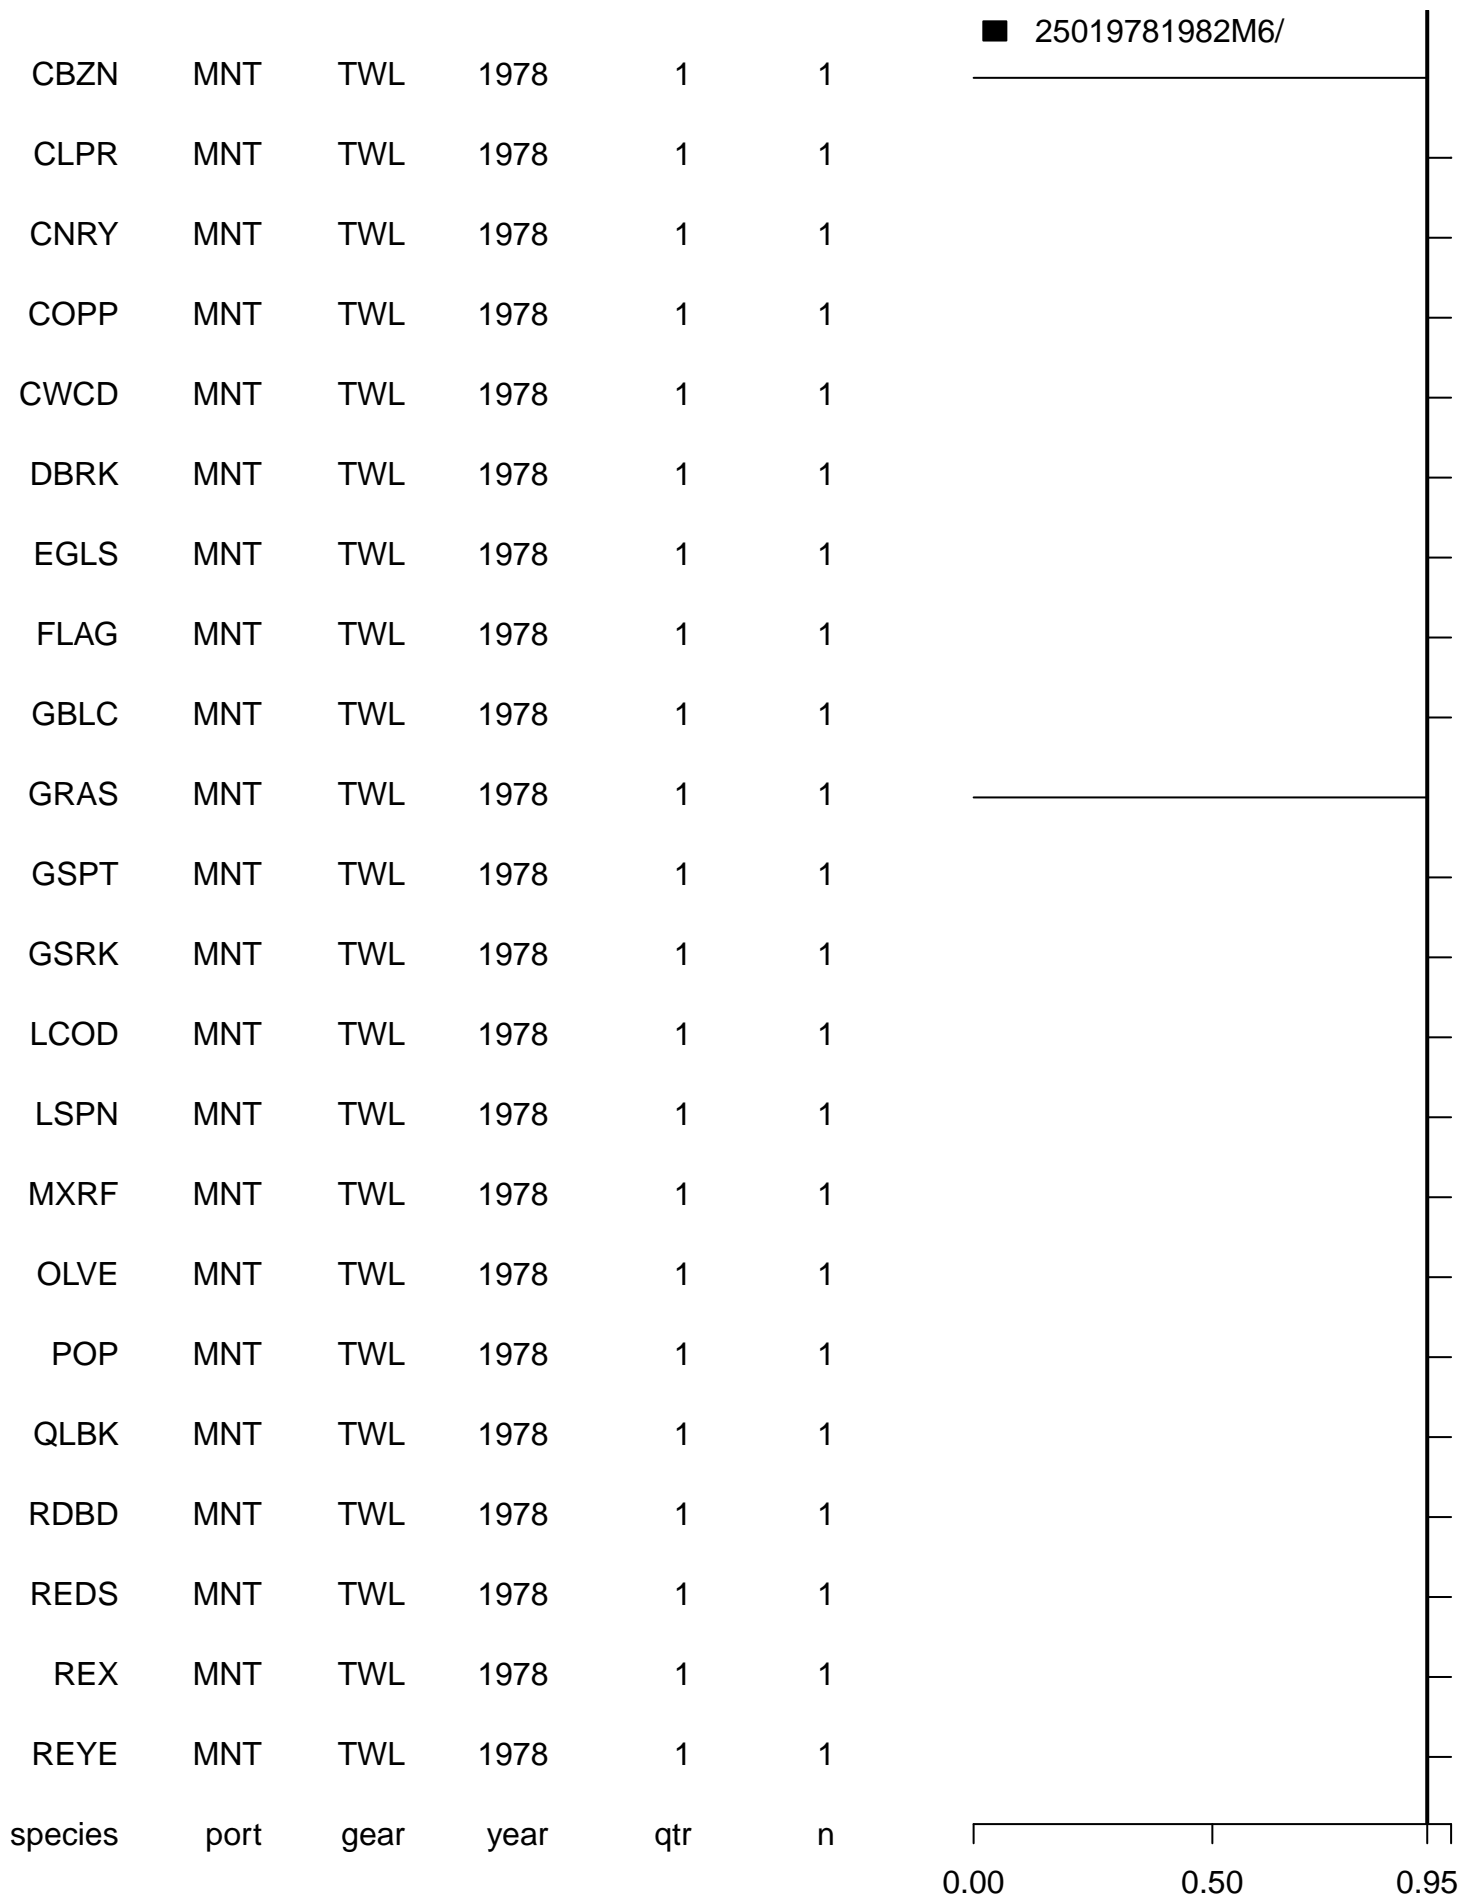 25019781982M6/
CBZN MNT TWL 1978 1 1
CLPR MNT TWL 1978 1 1
CNRY MNT TWL 1978 1 1
COPP MNT TWL 1978 1 1
CWCD MNT TWL 1978 1 1
DBRK MNT TWL 1978 1 1
EGLS MNT TWL 1978 1 1
FLAG MNT TWL 1978 1 1
GBLC MNT TWL 1978 1 1
GRAS MNT TWL 1978 1 1
GSPT MNT TWL 1978 1 1
GSRK MNT TWL 1978 1 1
LCOD MNT TWL 1978 1 1
LSPN MNT TWL 1978 1 1
MXRF MNT TWL 1978 1 1
OLVE MNT TWL 1978 1 1
POP MNT TWL 1978 1 1
QLBK MNT TWL 1978 1 1
RDBD MNT TWL 1978 1 1
REDS MNT TWL 1978 1 1
REX MNT TWL 1978 1 1
REYE MNT TWL 1978 1 1
species port gear year qtr n
0.00 0.50 0.95